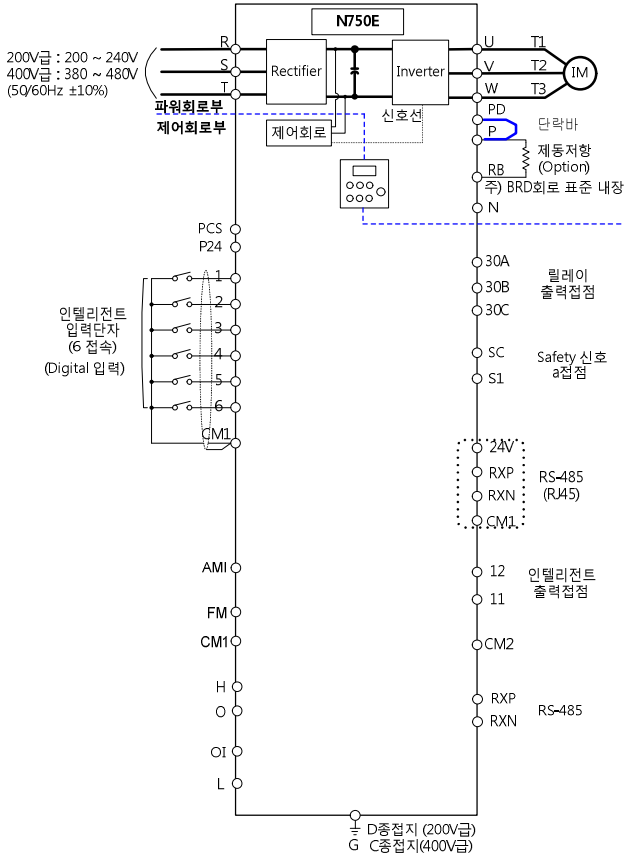 N750E
200V급 : 200 ~ 240V
400V급 : 380 ~ 480V
(50/60Hz ±10%)
R
S
T
Rectifier
Inverter
U
V
W
T1
T2
T3
IM
파워회로부
제어회로부
제어회로
신호선
PD
P
RB
N
단락바
제동저항
(Option)
주) BRD회로 표준 내장
PCS
P24
1
2
3
4
5
6
CM1
인텔리전트
입력단자
(6 접속)
(Digital 입력)
30A
30B
30C
릴레이
출력접점
SC
S1
Safety 신호
a접점
24V
RXP
RXN
CM1
RS-485
(RJ45)
AMI
FM
CM1
H
O
OI
L
12
11
인텔리전트
출력접점
CM2
RXP
RXN
RS-485
G
D종접지 (200V급)
C종접지(400V급)